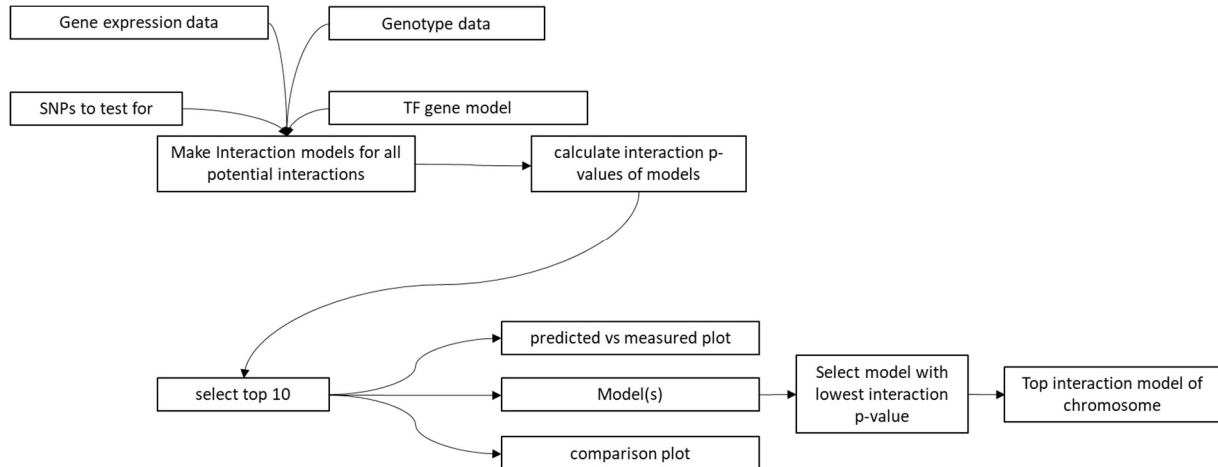 Gene expression data
Genotype data
SNPs to test for
TF gene model
Make Interaction models for all
potential interactions
calculate interaction p-
values of models
predicted vs measured plot
select top 10
Model(s)
Select model with
lowest interaction
p-value
Top interaction model of
chromosome
comparison plot